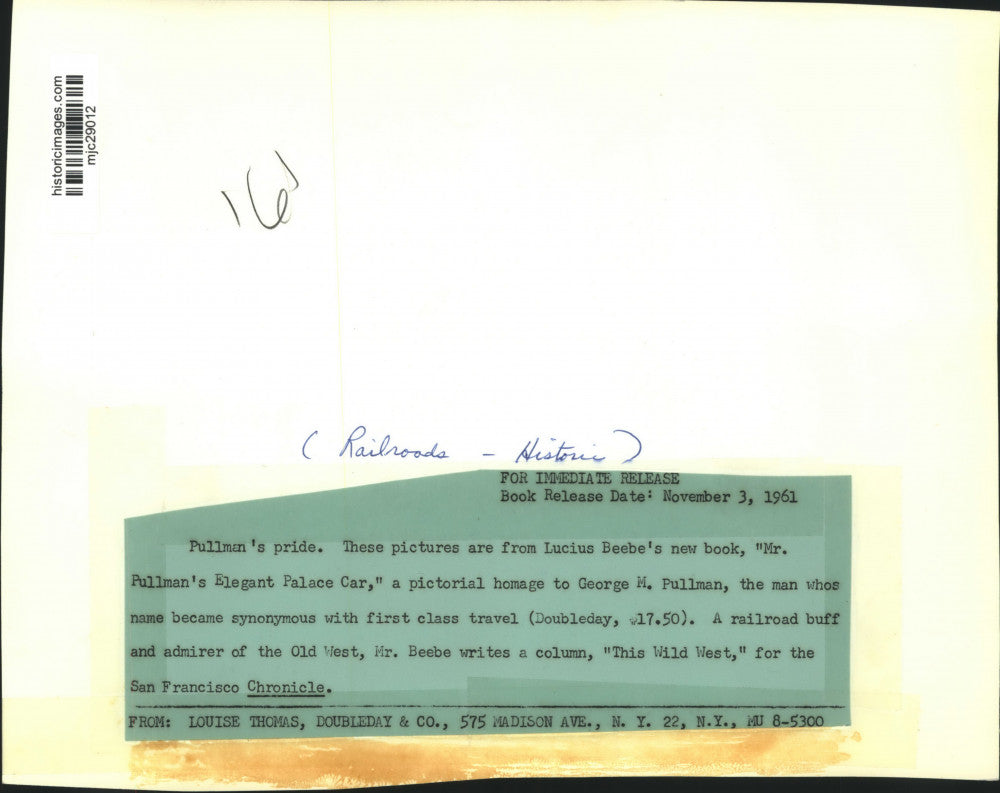 historicimages.com
mjc29012
16
( Railroads - Historic )
FOR IMMEDIATE RELEASE
Book Release Date: November 3, 1961
Pullman's pride. These pictures are from Lucius Beebe's new book, "Mr.
Pullman's Elegant Palace Car," a pictorial homage to George M. Pullman, the man whos
name became synonymous with first class travel (Doubleday, 17.50). A railroad buff
and admirer of the Old West, Mr. Beebe writes a column, "This Wild West," for the
San Francisco Chronicle.
FROM: LOUISE THOMAS, DOUBLEDAY & CO., 575 MADISON AVE., N. Y. 22, N.Y., MU 8-5300